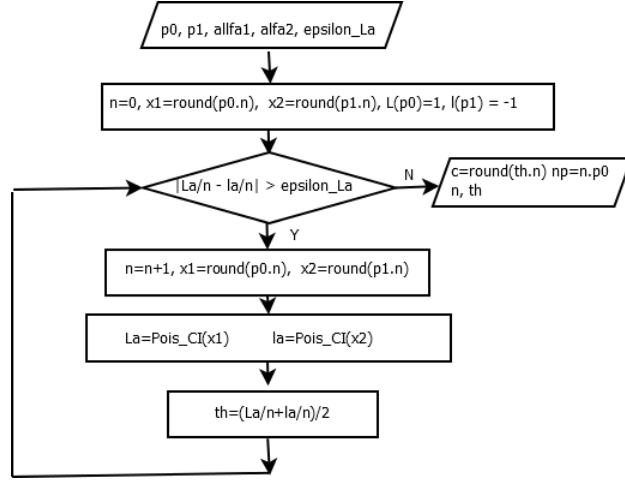 p0, p1, allfa1, alfa2, epsilon_La
n=0, x1=round(p0.n), x2=round(p1.n), L(p0)=1, l(p1) = -1
|La/n - la/n| > epsilon_La
N
c=round(th.n) np=n.p0
n, th
Y
n=n+1, x1=round(p0.n), x2=round(p1.n)
La=Pois_CI(x1) la=Pois_CI(x2)
th=(La/n+la/n)/2